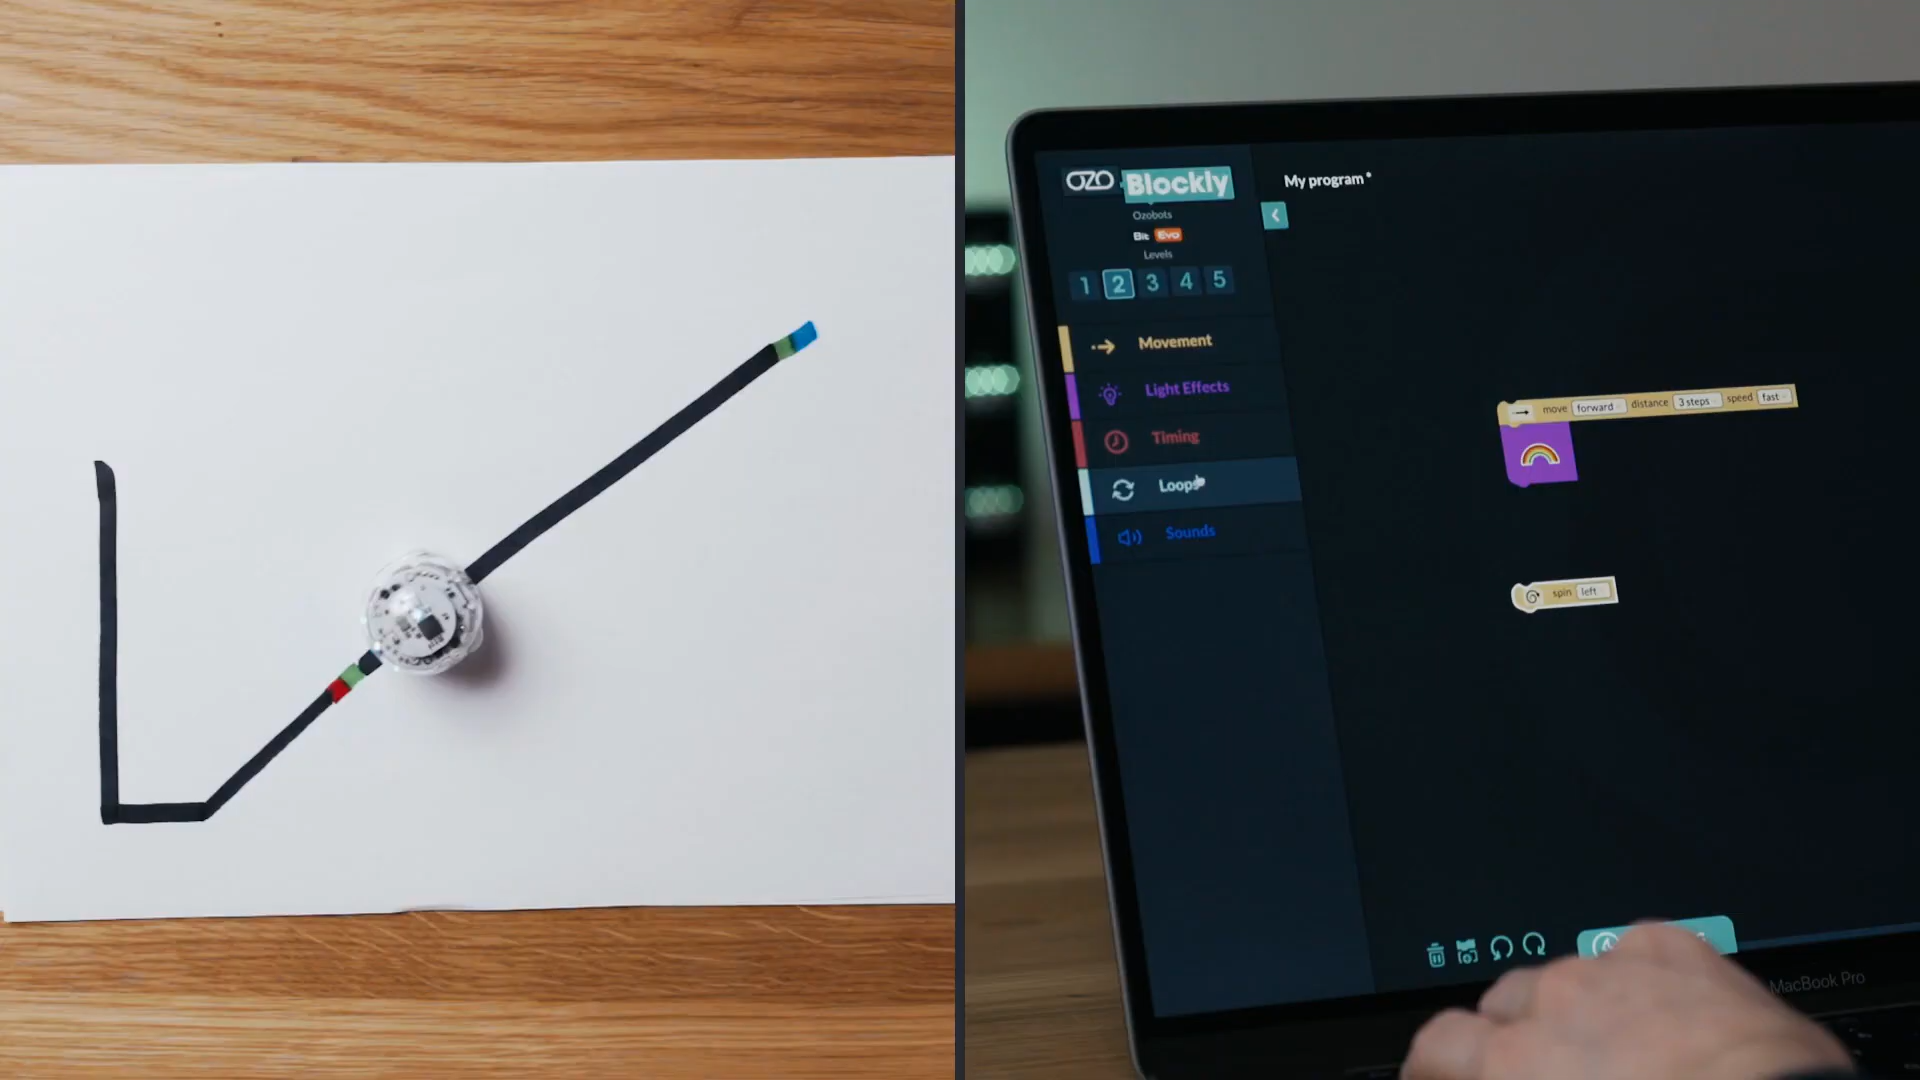 OZO Blockly
Ozobots
Bit Evo
Levels
1 2 3 4 5
Movement
Light Effects
Timing
Loops
Sounds
My program *
move forward distance 3 steps speed fast
spin left
MacBook Pro